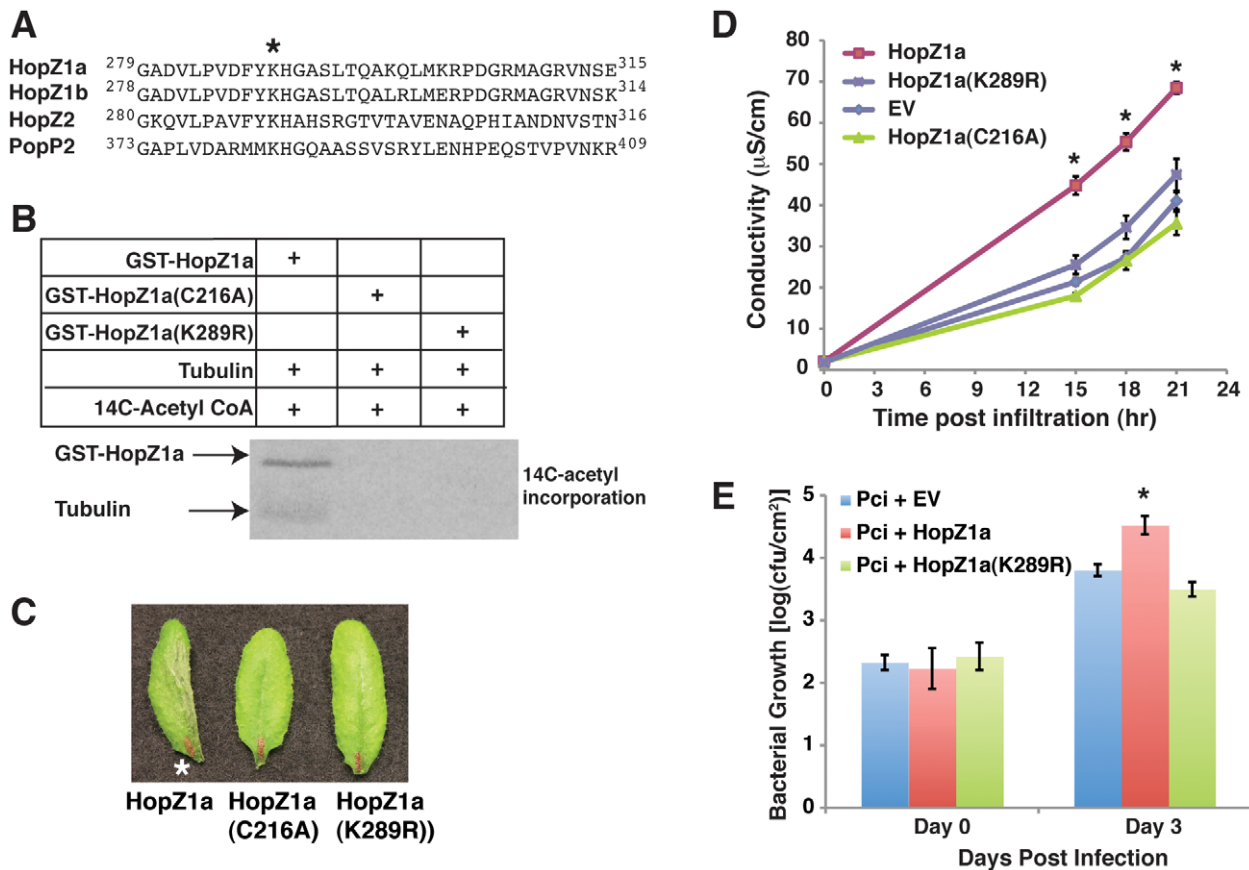 A
*
HopZ1a 279GADVLPVDFYKHGASLTQAKQLMKRPDGRMAGRVNSE315
HopZ1b 278GADVLPVDFYKHGASLTQALRLMERPDGRMAGRVNSK314
HopZ2 280GKQVLPAVFYKHAHSRGTVTAVENAQPHIANDNVSTN316
PopP2 373GAPLVDARMMKHGQAASSVSRYLENHPEQSTVPVNKR409
B
GST-HopZ1a +
GST-HopZ1a(C216A) +
GST-HopZ1a(K289R) +
Tubulin + + +
14C-Acetyl CoA + + +
GST-HopZ1a
Tubulin
14C-acetyl
incorporation
C
*
HopZ1a
HopZ1a
(C216A)
HopZ1a
(K289R))
D
Conductivity (µS/cm)
80
70
60
50
40
30
20
10
0
HopZ1a
HopZ1a(K289R)
EV
HopZ1a(C216A)
* * *
0 3 6 9 12 15 18 21 24
Time post infiltration (hr)
E
Bacterial Growth [log(cfu/cm²)]
5
4
3
2
1
0
Pci + EV
Pci + HopZ1a
Pci + HopZ1a(K289R)
*
Day 0 Day 3
Days Post Infection